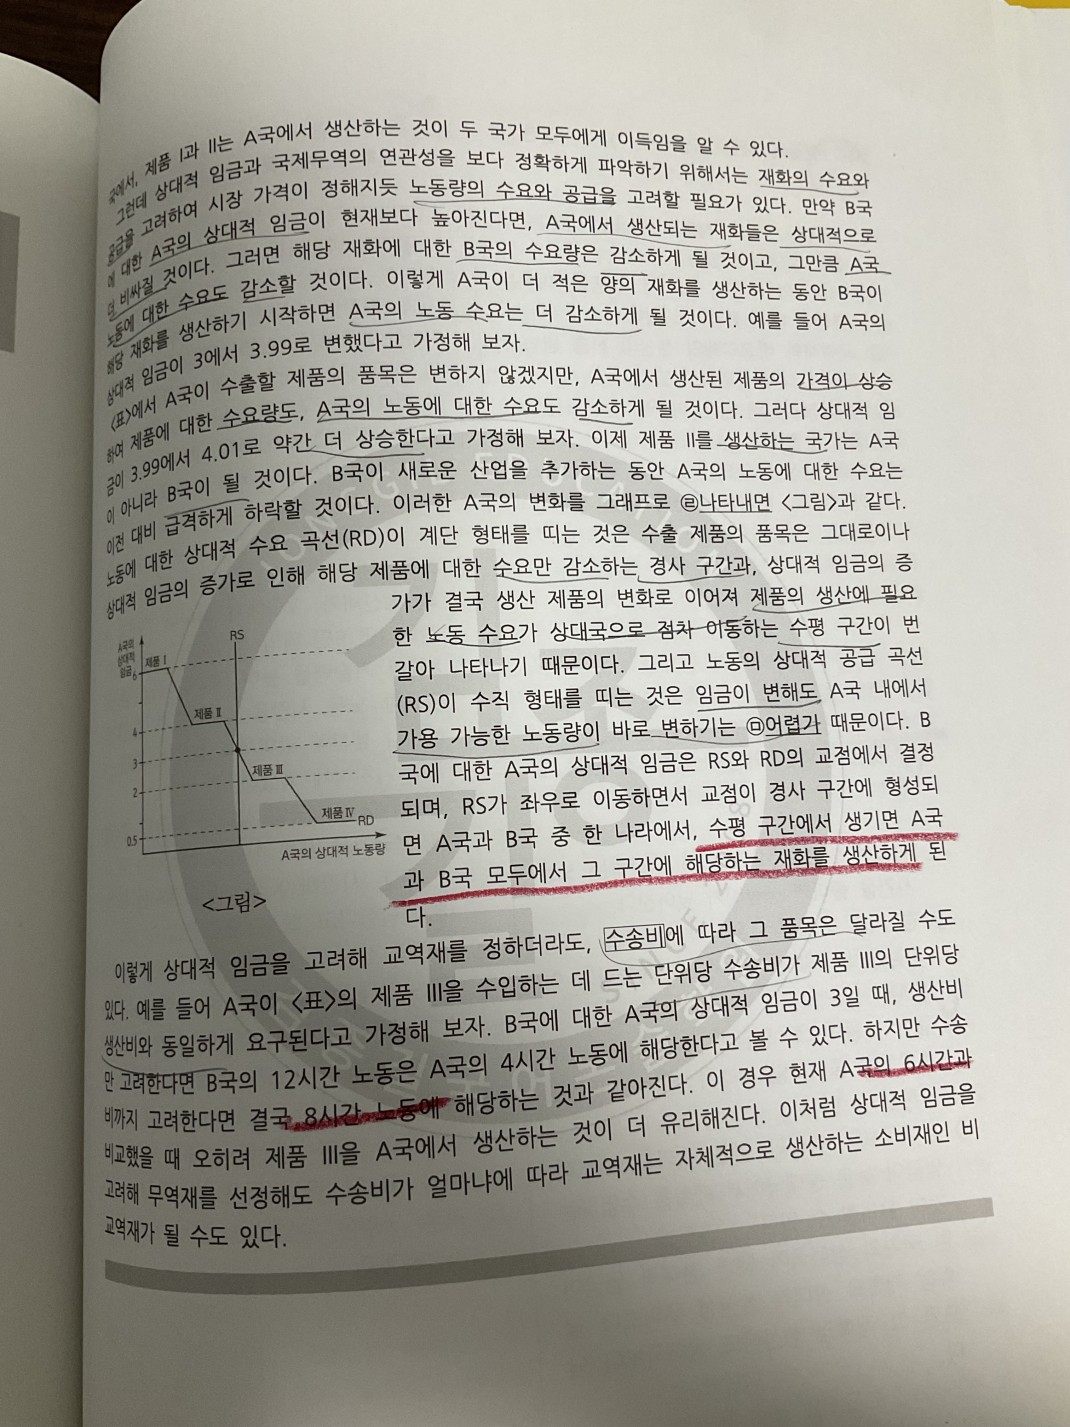 국에서, 제품 I과 II는 A국에서 생산하는 것이 두 국가 모두에게 이득임을 알 수 있다.
그런데 상대적 임금과 국제무역의 연관성을 보다 정확하게 파악하기 위해서는 재화의 수요와
공급을 고려하여 시장 가격이 정해지듯 노동량의 수요와 공급을 고려할 필요가 있다. 만약 B국
에 대한 A국의 상대적 임금이 현재보다 높아진다면, A국에서 생산되는 재화들은 상대적으로
더 비싸질 것이다. 그러면 해당 재화에 대한 B국의 수요량은 감소하게 될 것이고, 그만큼 A국
노동에 대한 수요도 감소할 것이다. 이렇게 A국이 더 적은 양의 재화를 생산하는 동안 B국이
해당 재화를 생산하기 시작하면 A국의 노동 수요는 더 감소하게 될 것이다. 예를 들어 A국의
상대적 임금이 3에서 3.99로 변했다고 가정해 보자.
<표>에서 A국이 수출할 제품의 품목은 변하지 않겠지만, A국에서 생산된 제품의 가격이 상승
하여 제품에 대한 수요량도, A국의 노동에 대한 수요도 감소하게 될 것이다. 그러다 상대적 임
금이 3.99에서 4.01로 약간 더 상승한다고 가정해 보자. 이제 제품 II를 생산하는 국가는 A국
이 아니라 B국이 될 것이다. B국이 새로운 산업을 추가하는 동안 A국의 노동에 대한 수요는
이전 대비 급격하게 하락할 것이다. 이러한 A국의 변화를 그래프로 ㉣나타내면 <그림>과 같다.
노동에 대한 상대적 수요 곡선(RD)이 계단 형태를 띠는 것은 수출 제품의 품목은 그대로이나
상대적 임금의 증가로 인해 해당 제품에 대한 수요만 감소하는 경사 구간과, 상대적 임금의 증
가가 결국 생산 제품의 변화로 이어져 제품의 생산에 필요
한 노동 수요가 상대국으로 점차 이동하는 수평 구간이 번
갈아 나타나기 때문이다. 그리고 노동의 상대적 공급 곡선
(RS)이 수직 형태를 띠는 것은 임금이 변해도 A국 내에서
가용 가능한 노동량이 바로 변하기는 ㉤어렵기 때문이다. B
국에 대한 A국의 상대적 임금은 RS와 RD의 교점에서 결정
되며, RS가 좌우로 이동하면서 교점이 경사 구간에 형성되
면 A국과 B국 중 한 나라에서, 수평 구간에서 생기면 A국
과 B국 모두에서 그 구간에 해당하는 재화를 생산하게 된
다.
A국의
상대적
임금
RS
제품 I
6
제품 II
4
3
제품 III
2
제품 IV
RD
0.5
A국의 상대적 노동량
<그림>
이렇게 상대적 임금을 고려해 교역재를 정하더라도, 수송비에 따라 그 품목은 달라질 수도
있다. 예를 들어 A국이 <표>의 제품 III을 수입하는 데 드는 단위당 수송비가 제품 III의 단위당
생산비와 동일하게 요구된다고 가정해 보자. B국에 대한 A국의 상대적 임금이 3일 때, 생산비
만 고려한다면 B국의 12시간 노동은 A국의 4시간 노동에 해당한다고 볼 수 있다. 하지만 수송
비까지 고려한다면 결국 8시간 노동에 해당하는 것과 같아진다. 이 경우 현재 A국의 6시간과
비교했을 때 오히려 제품 III을 A국에서 생산하는 것이 더 유리해진다. 이처럼 상대적 임금을
고려해 무역재를 선정해도 수송비가 얼마냐에 따라 교역재는 자체적으로 생산하는 소비재인 비
교역재가 될 수도 있다.